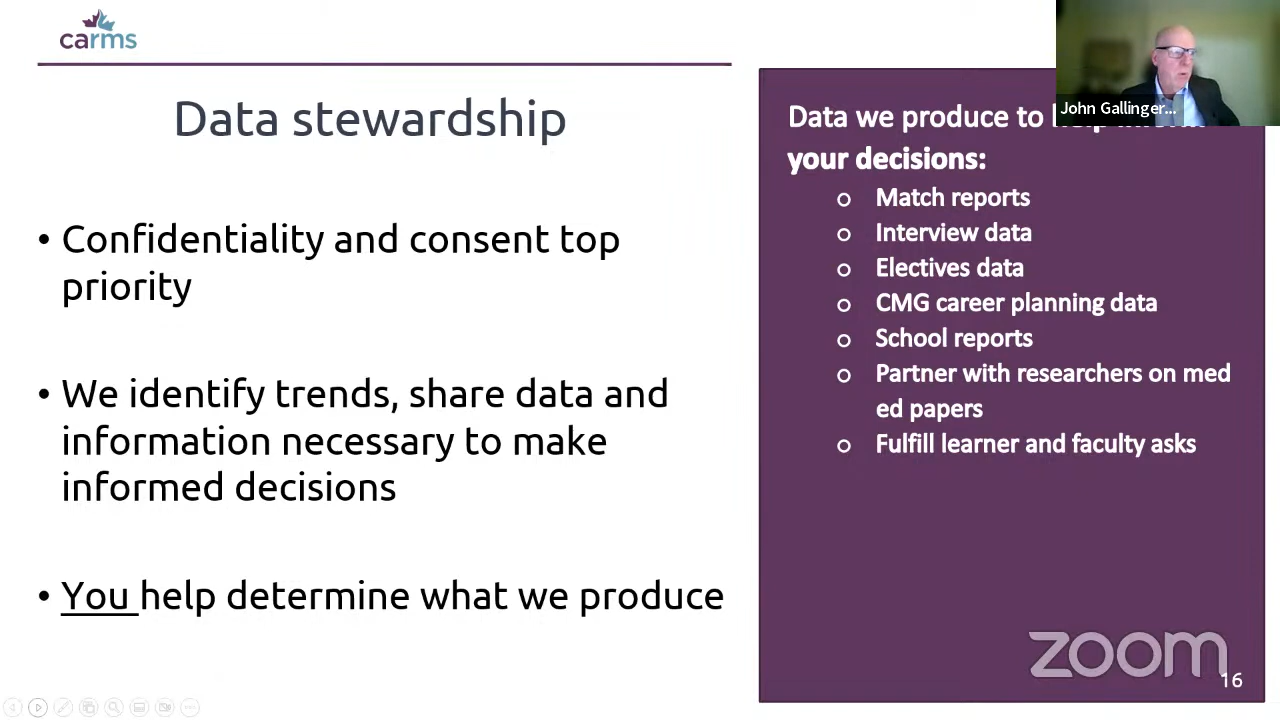 carms
Data stewardship
• Confidentiality and consent top
priority
• We identify trends, share data and
information necessary to make
informed decisions
• You help determine what we produce
John Gallinger...
Data we produce to help inform
your decisions:
o Match reports
o Interview data
o Electives data
o CMG career planning data
o School reports
o Partner with researchers on med
ed papers
o Fulfill learner and faculty asks
zoom
16